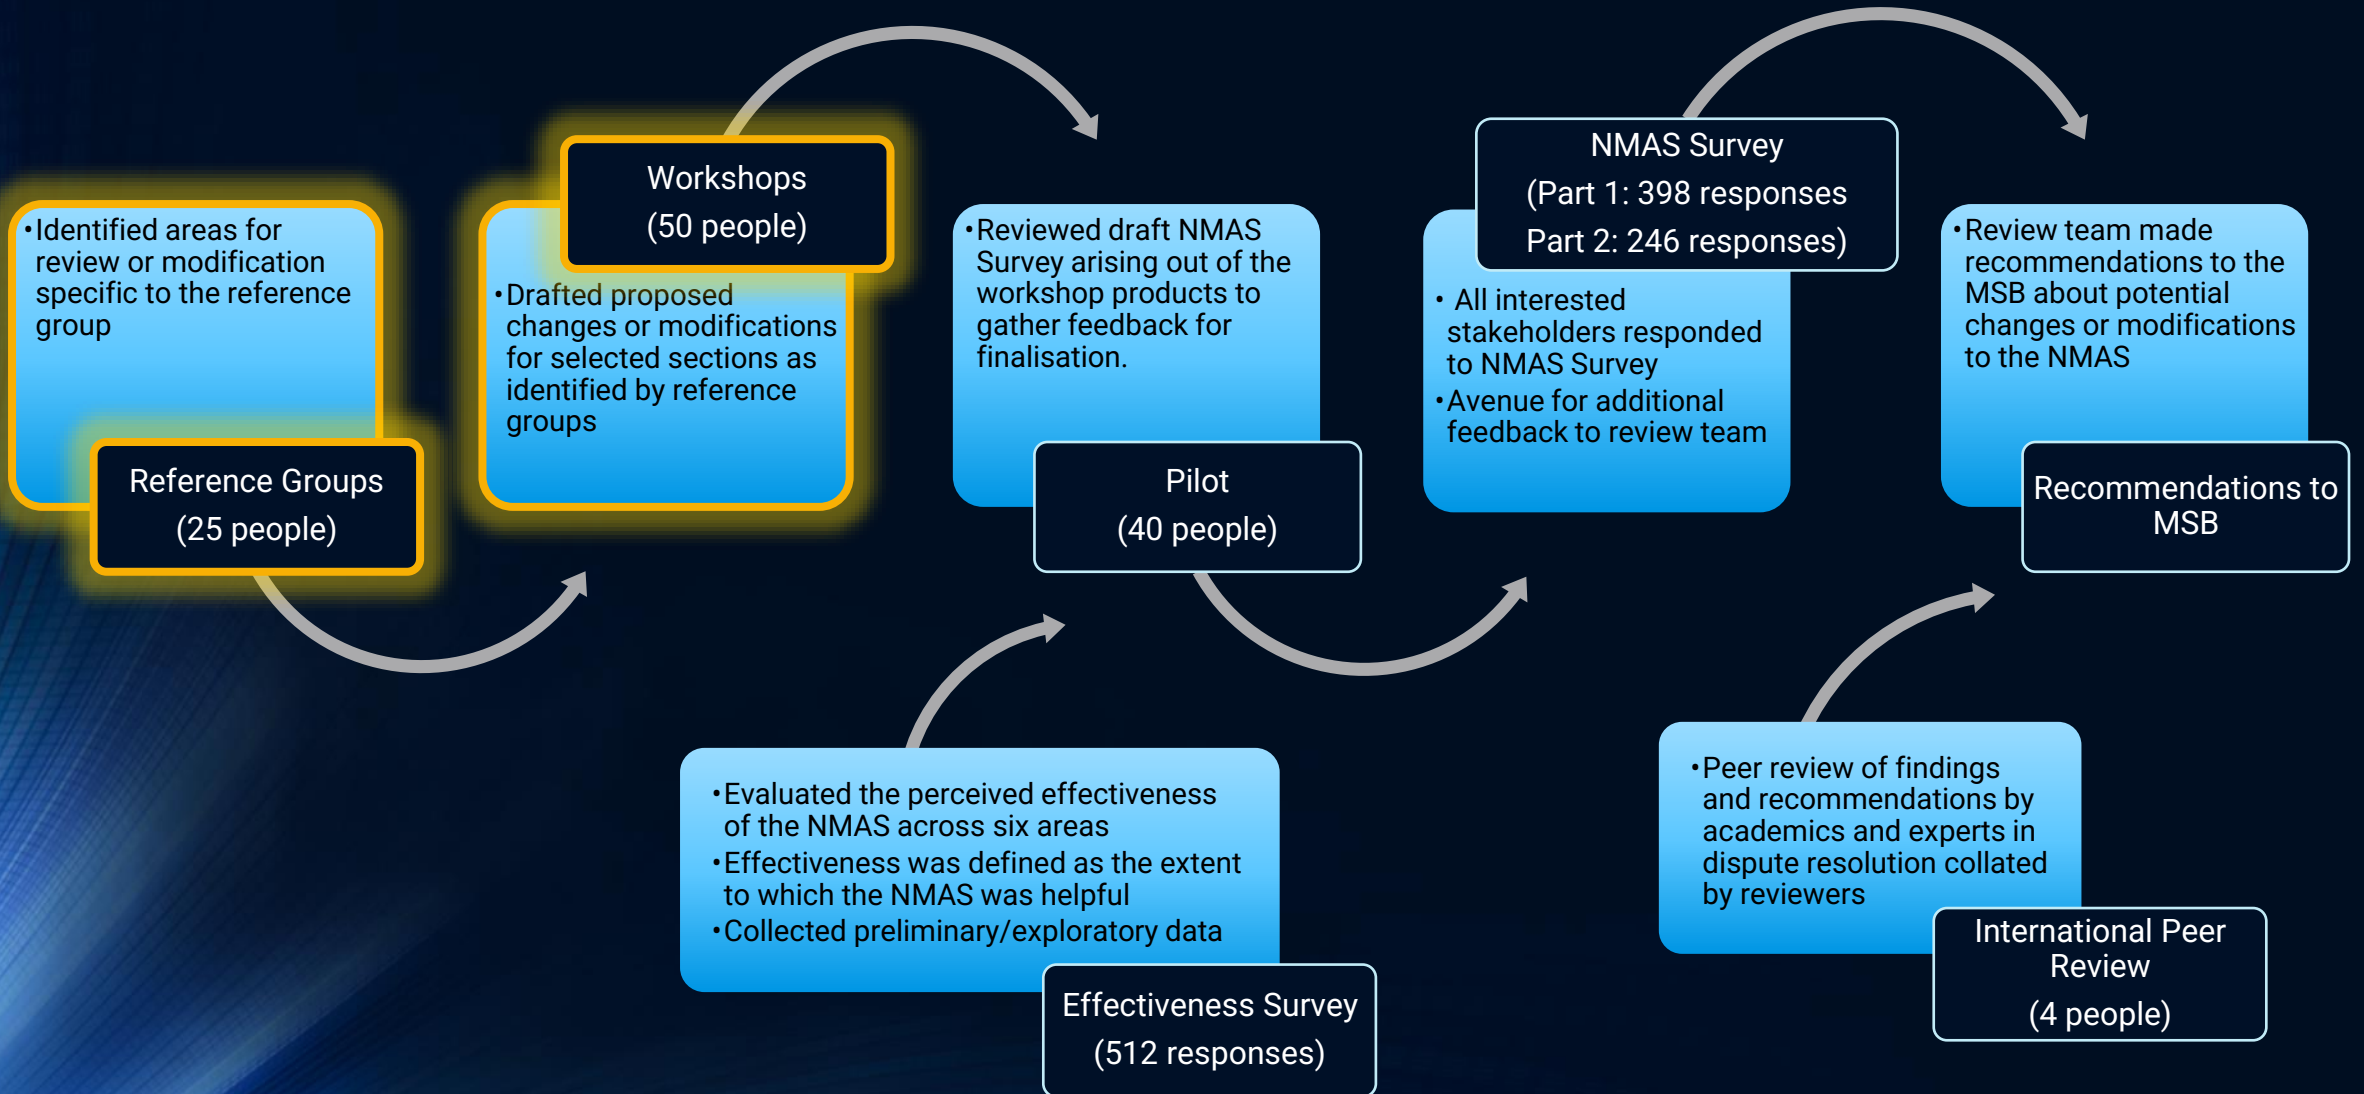 •Identified areas for
review or modification
specific to the reference
group
Reference Groups
(25 people)
Workshops
(50 people)
•Drafted proposed
changes or modifications
for selected sections as
identified by reference
groups
•Reviewed draft NMAS
Survey arising out of the
workshop products to
gather feedback for
finalisation.
Pilot
(40 people)
NMAS Survey
(Part 1: 398 responses
Part 2: 246 responses)
• All interested
stakeholders responded
to NMAS Survey
•Avenue for additional
feedback to review team
•Review team made
recommendations to the
MSB about potential
changes or modifications
to the NMAS
Recommendations to
MSB
•Evaluated the perceived effectiveness
of the NMAS across six areas
•Effectiveness was defined as the extent
to which the NMAS was helpful
•Collected preliminary/exploratory data
Effectiveness Survey
(512 responses)
•Peer review of findings
and recommendations by
academics and experts in
dispute resolution collated
by reviewers
International Peer
Review
(4 people)